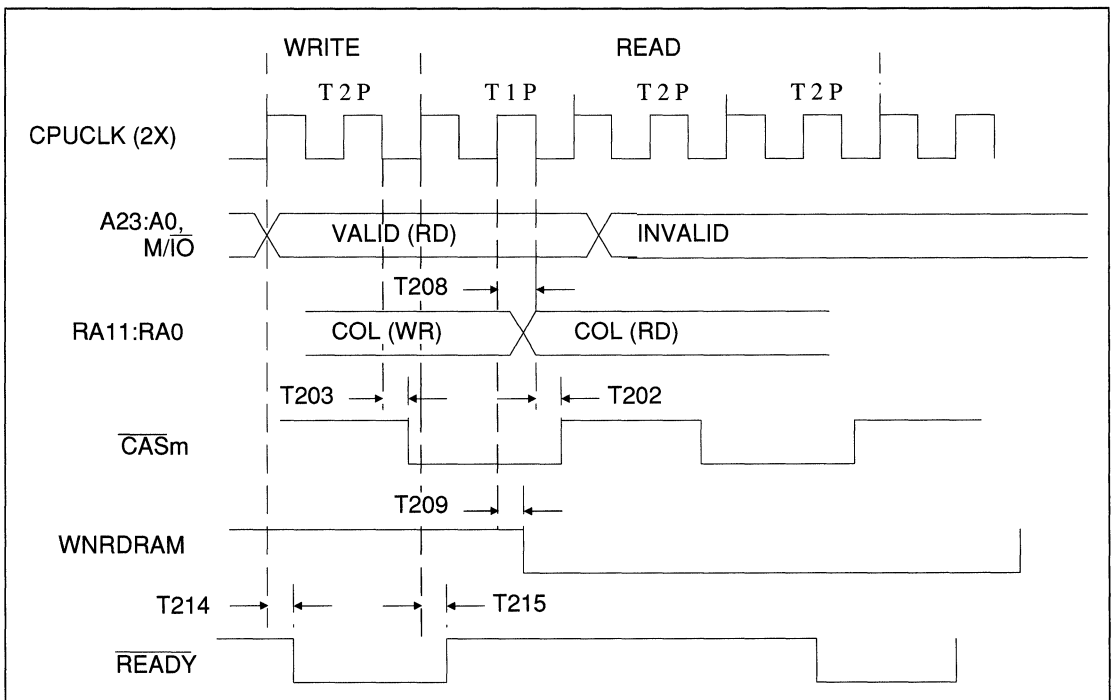 WRITE READ
T2P T1P T2P T2P
CPUCLK (2X)
A23:A0,
M/IO
VALID (RD) INVALID
T208
RA11:RA0 COL (WR) COL (RD)
T203 T202
CASm
T209
WNRDRAM
T214 T215
READY